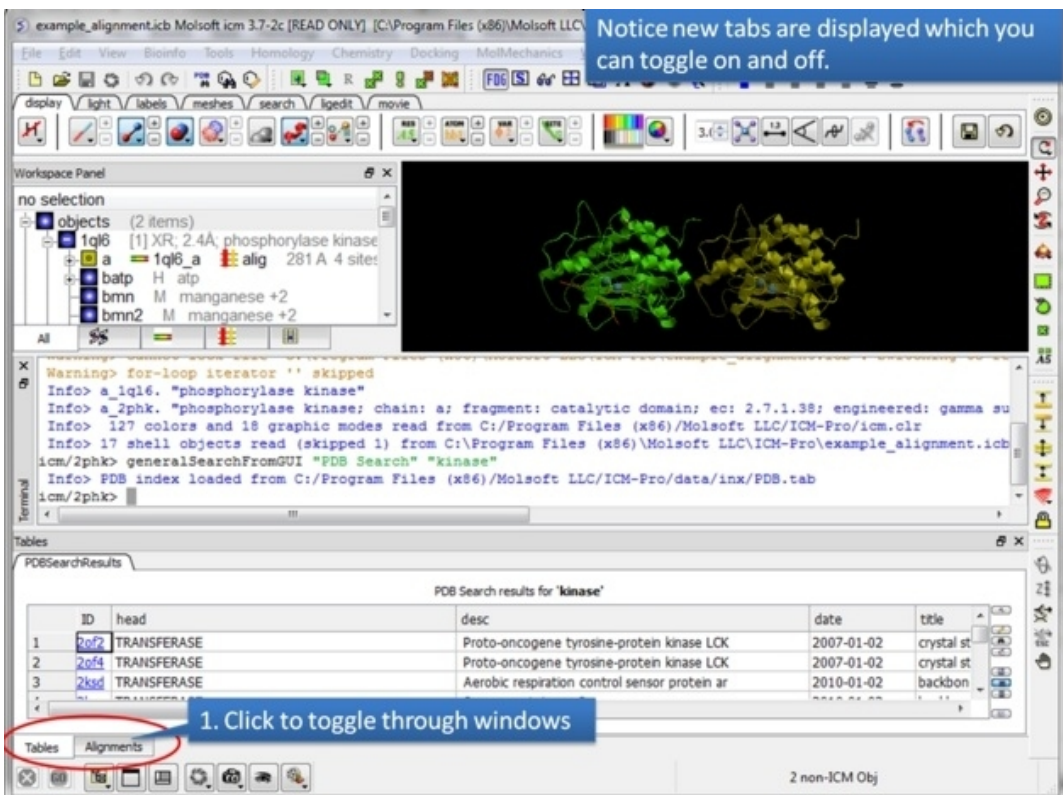 example_alignment.icb Molsoft icm 3.7-2c [READ ONLY] [C:\Program Files (x86)\Molsoft LLC\
Notice new tabs are displayed which you
can toggle on and off.
File Edit View Bioinfo Tools Homology Chemistry Docking MolMechanics
display light labels meshes search ligedit movie
Workspace Panel
no selection
objects (2 items)
1ql6 [1] XR; 2.4Å; phosphorylase kinase
a 1ql6_a alig 281 A 4 sites
batp H atp
bmn M manganese +2
bmn2 M manganese +2
All
Warning> for-loop iterator '' skipped
Info> a_1ql6. "phosphorylase kinase"
Info> a_2phk. "phosphorylase kinase; chain: a; fragment: catalytic domain; ec: 2.7.1.38; engineered: gamma su
Info> 127 colors and 18 graphic modes read from C:/Program Files (x86)/Molsoft LLC/ICM-Pro/icm.clr
Info> 17 shell objects read (skipped 1) from C:\Program Files (x86)\Molsoft LLC\ICM-Pro\example_alignment.icb
icm/2phk> generalSearchFromGUI "PDB Search" "kinase"
Info> PDB index loaded from C:/Program Files (x86)/Molsoft LLC/ICM-Pro/data/inx/PDB.tab
icm/2phk>
Terminal
Tables
PDBSearchResults
PDB Search results for 'kinase'
ID head desc date title
1 2of2 TRANSFERASE Proto-oncogene tyrosine-protein kinase LCK 2007-01-02 crystal st
2 2of4 TRANSFERASE Proto-oncogene tyrosine-protein kinase LCK 2007-01-02 crystal st
3 2ksd TRANSFERASE Aerobic respiration control sensor protein ar 2010-01-02 backbon
1. Click to toggle through windows
Tables Alignments
2 non-ICM Obj